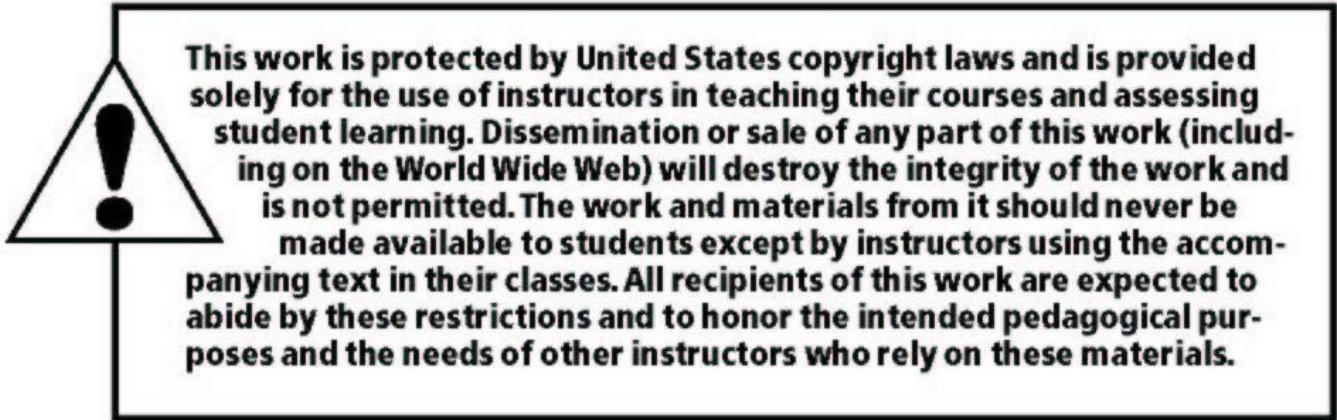 This work is protected by United States copyright laws and is provided
solely for the use of instructors in teaching their courses and assessing
student learning. Dissemination or sale of any part of this work (includ-
ing on the World Wide Web) will destroy the integrity of the work and
is not permitted. The work and materials from it should never be
made available to students except by instructors using the accom-
panying text in their classes. All recipients of this work are expected to
abide by these restrictions and to honor the intended pedagogical pur-
poses and the needs of other instructors who rely on these materials.